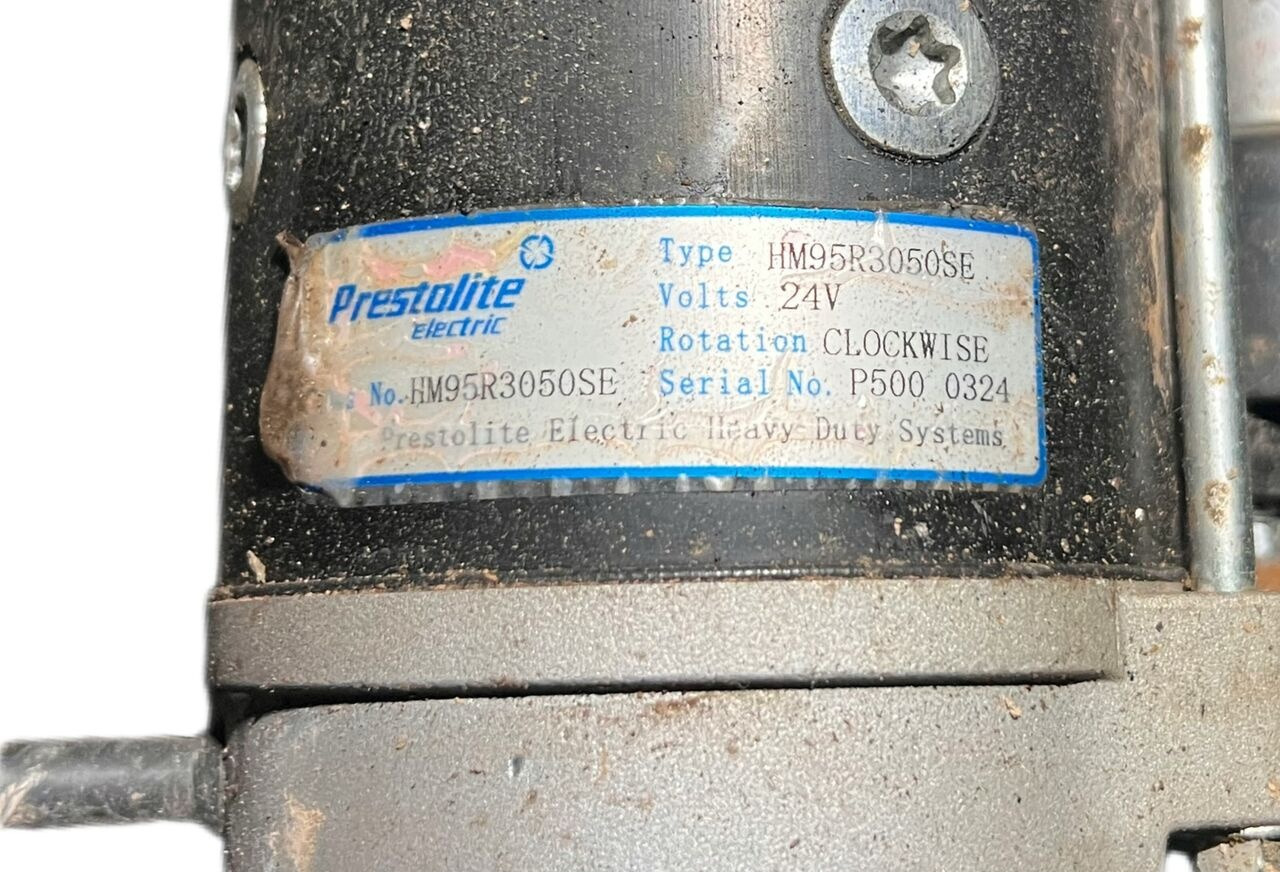 Prestolite
electric
Type HM95R3050SE
Volts 24V
Rotation CLOCKWISE
No. HM95R3050SE Serial No. P500 0324
Prestolite Electric Heavy Duty Systems